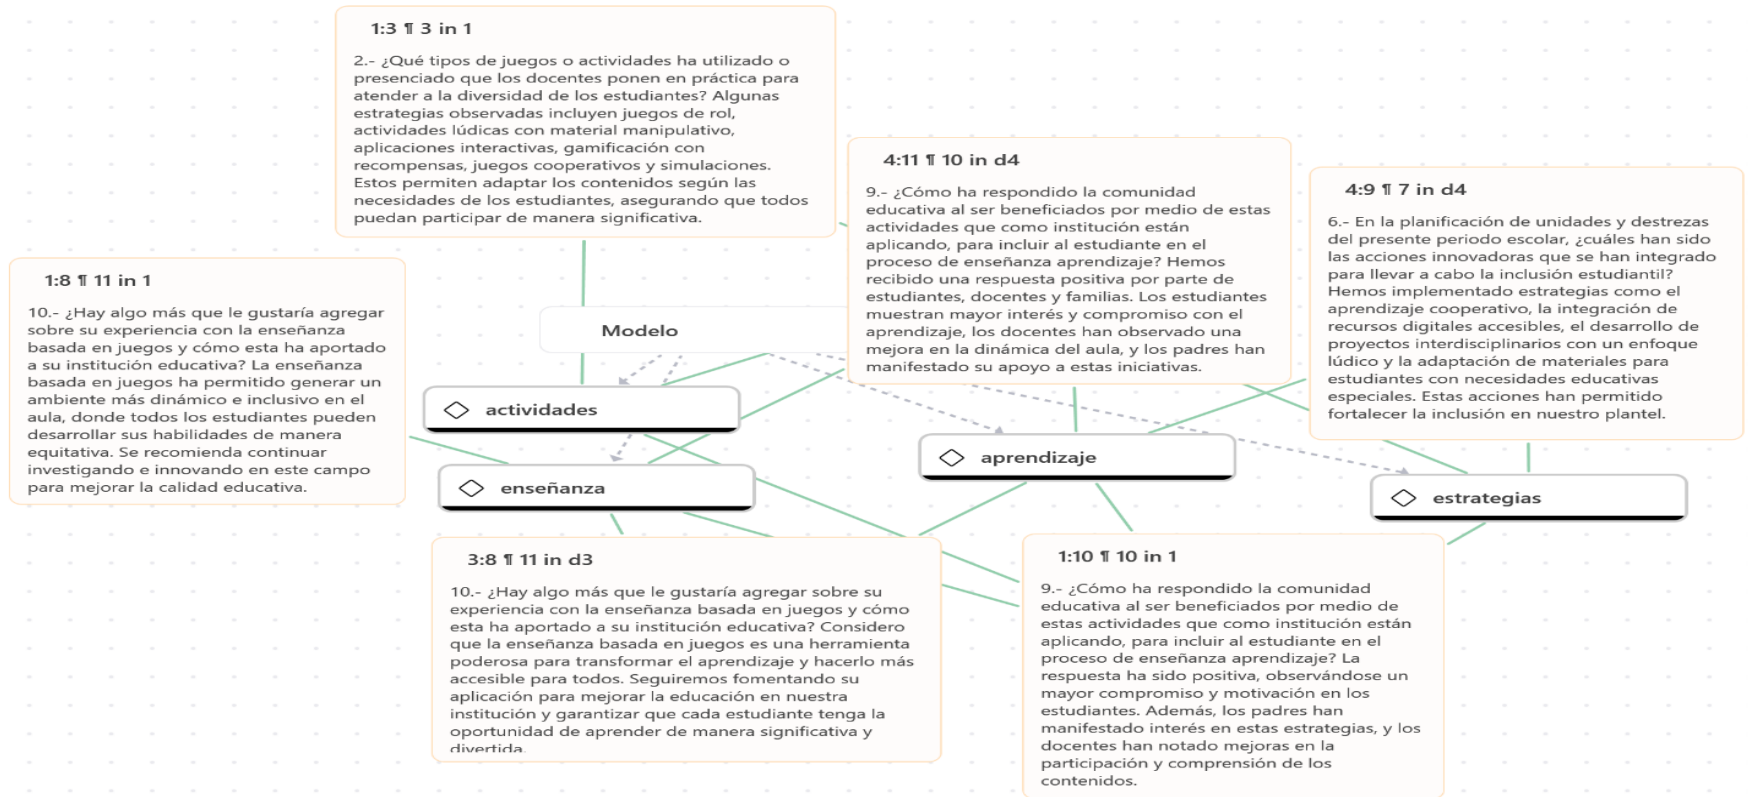 1:3 ¶ 3 in 1
2.- ¿Qué tipos de juegos o actividades ha utilizado o
presenciado que los docentes ponen en práctica para
atender a la diversidad de los estudiantes? Algunas
estrategias observadas incluyen juegos de rol,
actividades lúdicas con material manipulativo,
aplicaciones interactivas, gamificación con
recompensas, juegos cooperativos y simulaciones.
Estos permiten adaptar los contenidos según las
necesidades de los estudiantes, asegurando que todos
puedan participar de manera significativa.
4:11 ¶ 10 in d4
9.- ¿Cómo ha respondido la comunidad
educativa al ser beneficiados por medio de estas
actividades que como institución están
aplicando, para incluir al estudiante en el
proceso de enseñanza aprendizaje? Hemos
recibido una respuesta positiva por parte de
estudiantes, docentes y familias. Los estudiantes
muestran mayor interés y compromiso con el
aprendizaje, los docentes han observado una
mejora en la dinámica del aula, y los padres han
manifestado su apoyo a estas iniciativas.
4:9 ¶ 7 in d4
6.- En la planificación de unidades y destrezas
del presente periodo escolar, ¿cuáles han sido
las acciones innovadoras que se han integrado
para llevar a cabo la inclusión estudiantil?
Hemos implementado estrategias como el
aprendizaje cooperativo, la integración de
recursos digitales accesibles, el desarrollo de
proyectos interdisciplinarios con un enfoque
lúdico y la adaptación de materiales para
estudiantes con necesidades educativas
especiales. Estas acciones han permitido
fortalecer la inclusión en nuestro plantel.
1:8 ¶ 11 in 1
10.- ¿Hay algo más que le gustaría agregar
sobre su experiencia con la enseñanza
basada en juegos y cómo esta ha aportado
a su institución educativa? La enseñanza
basada en juegos ha permitido generar un
ambiente más dinámico e inclusivo en el
aula, donde todos los estudiantes pueden
desarrollar sus habilidades de manera
equitativa. Se recomienda continuar
investigando e innovando en este campo
para mejorar la calidad educativa.
Modelo
actividades
enseñanza
aprendizaje
estrategias
3:8 ¶ 11 in d3
10.- ¿Hay algo más que le gustaría agregar sobre su
experiencia con la enseñanza basada en juegos y cómo
esta ha aportado a su institución educativa? Considero
que la enseñanza basada en juegos es una herramienta
poderosa para transformar el aprendizaje y hacerlo más
accesible para todos. Seguiremos fomentando su
aplicación para mejorar la educación en nuestra
institución y garantizar que cada estudiante tenga la
oportunidad de aprender de manera significativa y
divertida.
1:10 ¶ 10 in 1
9.- ¿Cómo ha respondido la comunidad
educativa al ser beneficiados por medio de
estas actividades que como institución están
aplicando, para incluir al estudiante en el
proceso de enseñanza aprendizaje? La
respuesta ha sido positiva, observándose un
mayor compromiso y motivación en los
estudiantes. Además, los padres han
manifestado interés en estas estrategias, y los
docentes han notado mejoras en la
participación y comprensión de los
contenidos.